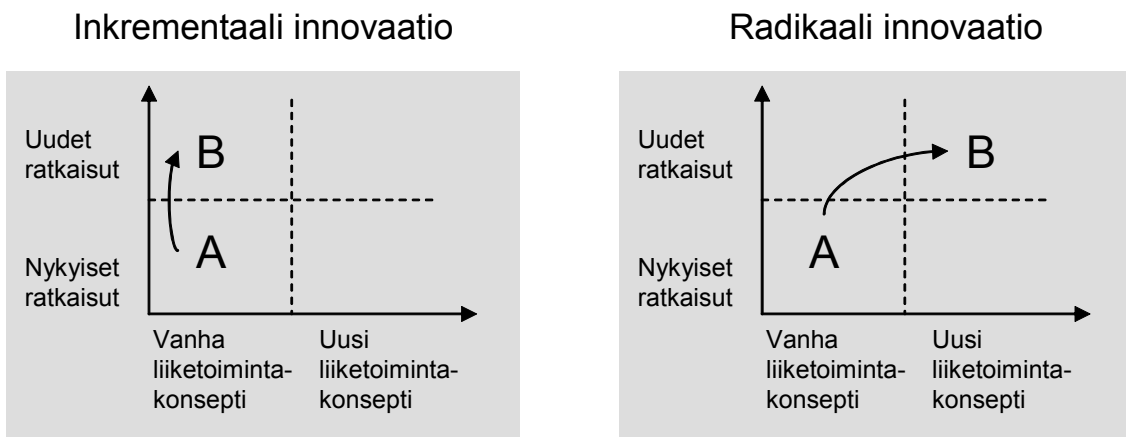 Inkrementaali innovaatio
Uudet
ratkaisut
B
A
Nykyiset
ratkaisut
Vanha
liiketoiminta-
konsepti
Uusi
liiketoiminta-
konsepti
Radikaali innovaatio
Uudet
ratkaisut
B
A
Nykyiset
ratkaisut
Vanha
liiketoiminta-
konsepti
Uusi
liiketoiminta-
konsepti